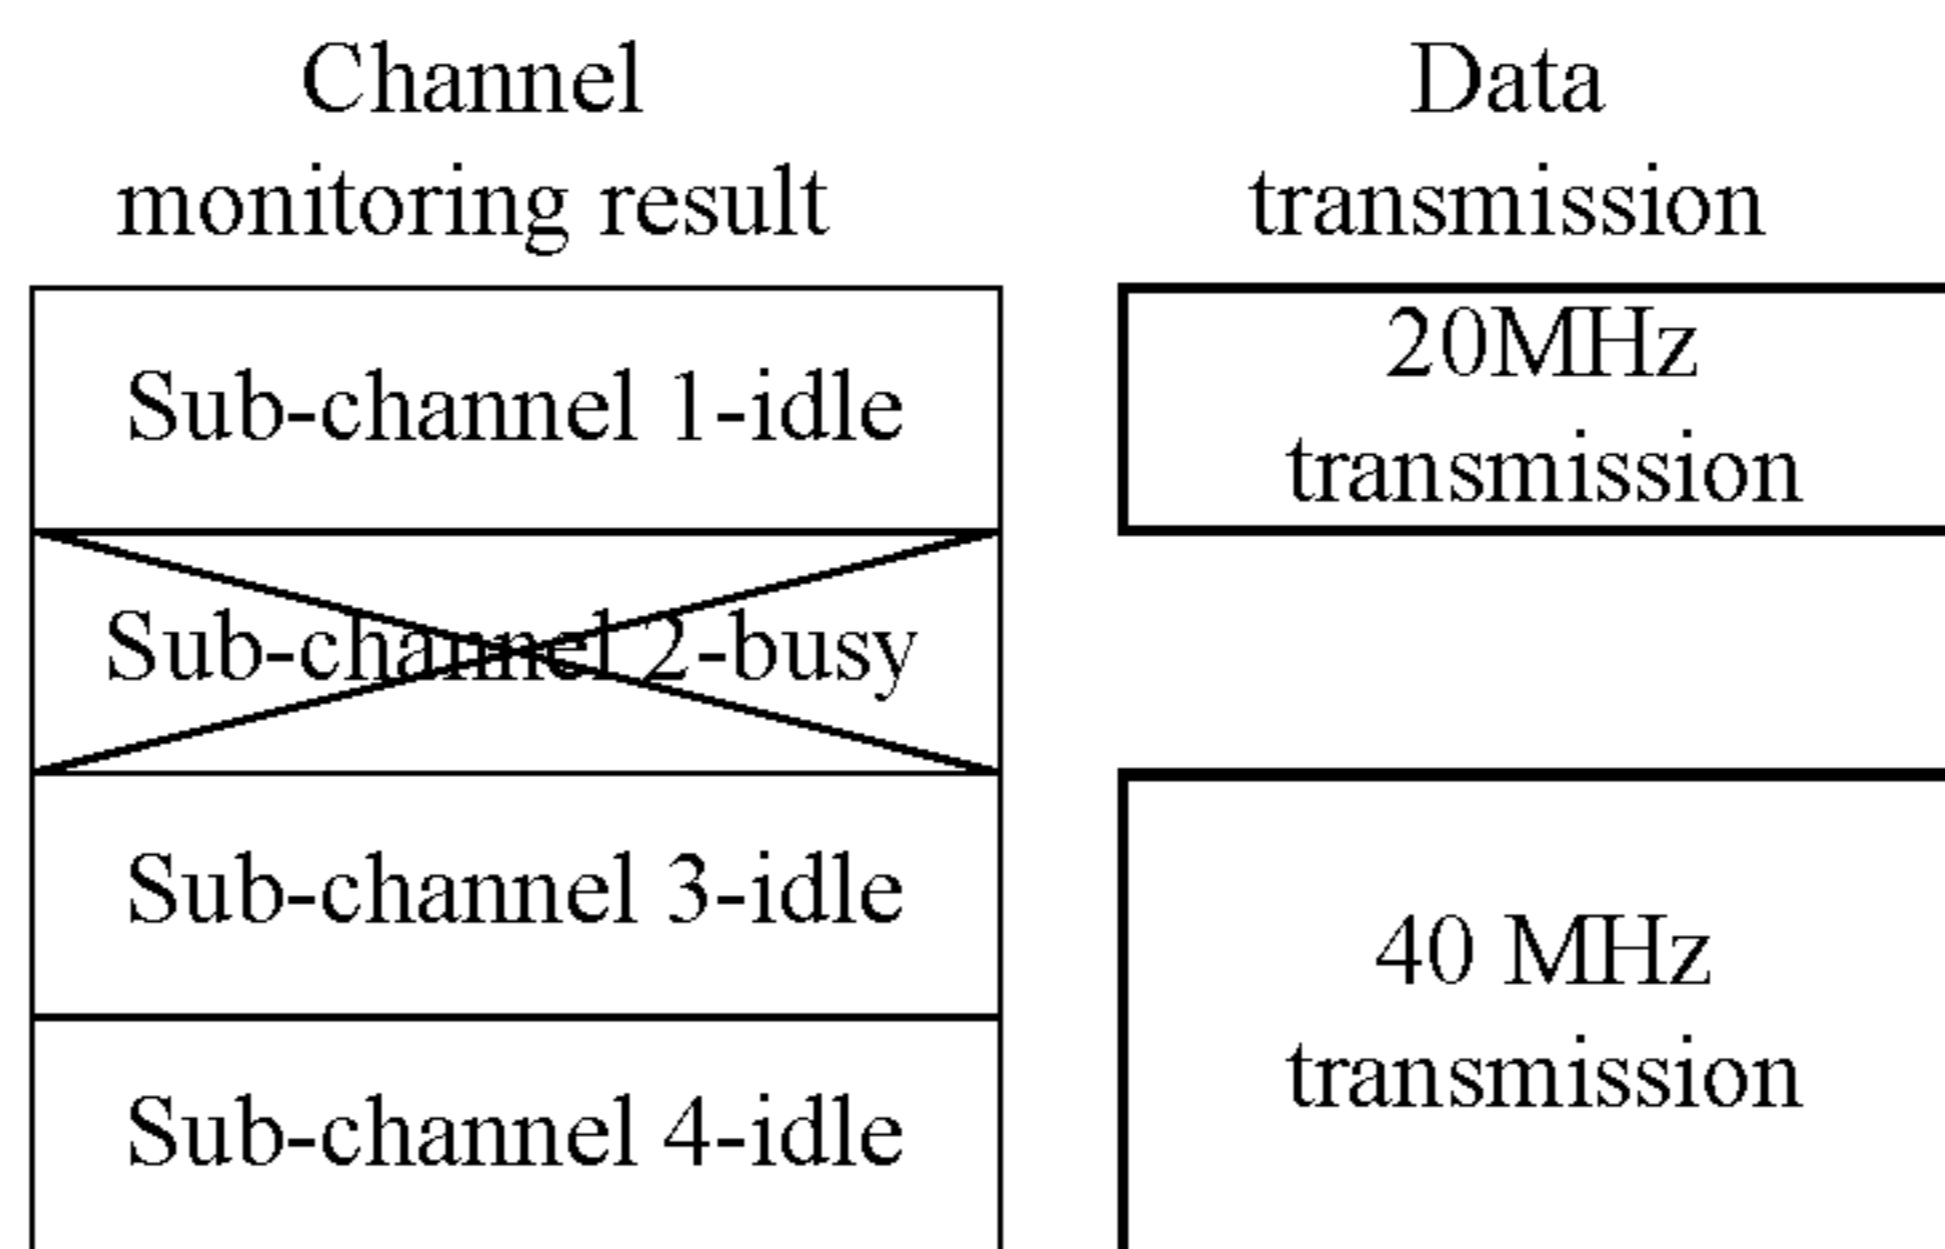 Channel
monitoring result
Sub-channel 1-idle
Sub-channel 2-busy
Sub-channel 3-idle
Sub-channel 4-idle
Data
transmission
20MHz
transmission
40 MHz
transmission